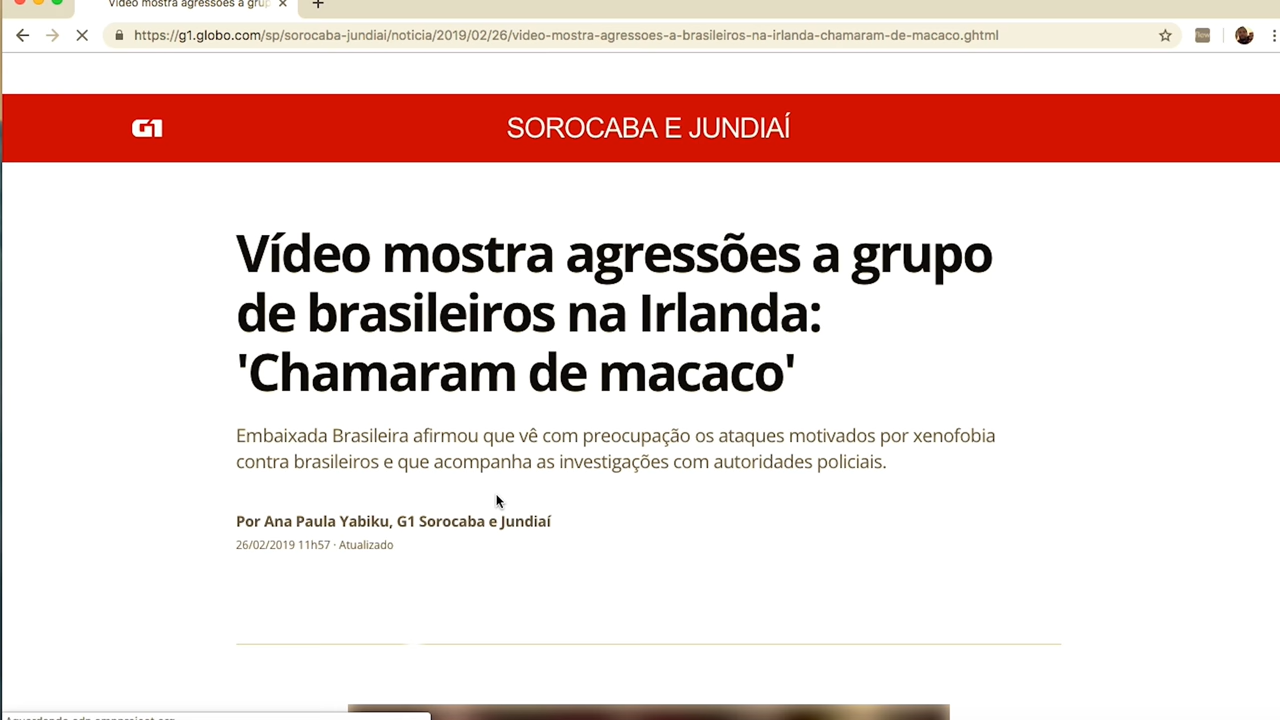 Vídeo mostra agressões a grup
https://g1.globo.com/sp/sorocaba-jundiai/noticia/2019/02/26/video-mostra-agressoes-a-brasileiros-na-irlanda-chamaram-de-macaco.ghtml
G1
SOROCABA E JUNDIAÍ
Vídeo mostra agressões a grupo
de brasileiros na Irlanda:
'Chamaram de macaco'
Embaixada Brasileira afirmou que vê com preocupação os ataques motivados por xenofobia
contra brasileiros e que acompanha as investigações com autoridades policiais.
Por Ana Paula Yabiku, G1 Sorocaba e Jundiaí
26/02/2019 11h57 · Atualizado